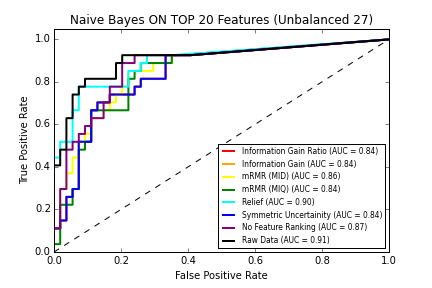 Naive Bayes ON TOP 20 Features (Unbalanced 27)
True Positive Rate
1.0
0.8
0.6
0.4
0.2
0.0
Information Gain Ratio (AUC = 0.84)
Information Gain (AUC = 0.84)
mRMR (MID) (AUC = 0.86)
mRMR (MIQ) (AUC = 0.84)
Relief (AUC = 0.90)
Symmetric Uncertainity (AUC = 0.84)
No Feature Ranking (AUC = 0.87)
Raw Data (AUC = 0.91)
0.0 0.2 0.4 0.6 0.8 1.0
False Positive Rate